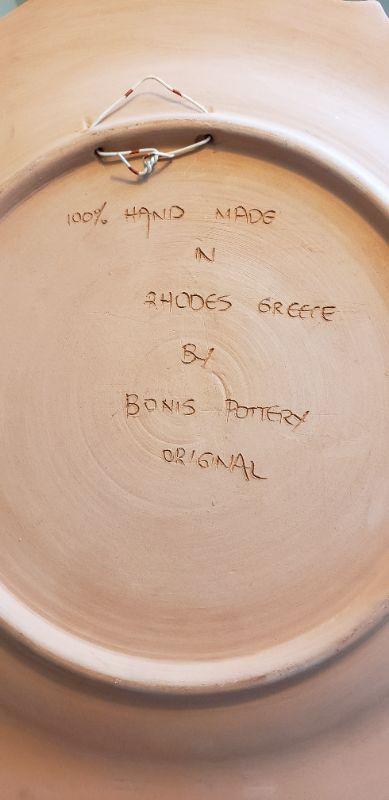 100% HAND MADE
IN
RHODES GREECE
BY
BONIS POTTERY
ORIGINAL